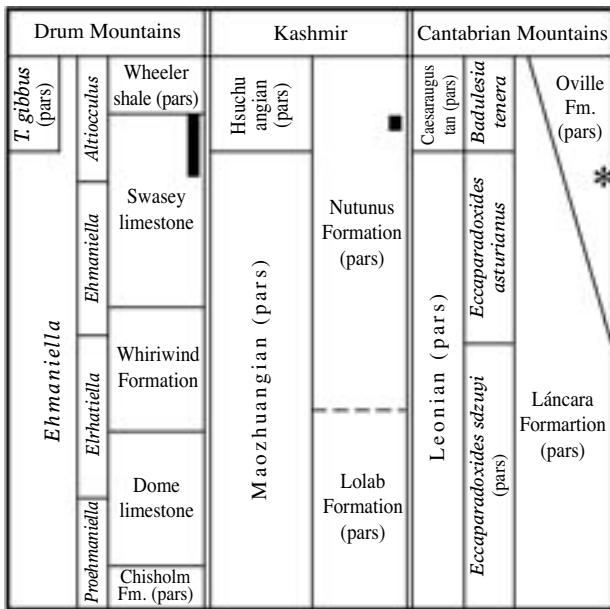 Drum Mountains
Kashmir
Cantabrian Mountains
T. gibbus
(pars)
Ehmaniella
Altiocculus
Ehmaniella
Elrhatiella
Proehmaniella
Wheeler
shale (pars)
Swasey
limestone
Whiriwind
Formation
Dome
limestone
Chisholm
Fm. (pars)
Hsuchu
angian
(pars)
Maozhuangian (pars)
Nutunus
Formation
(pars)
Lolab
Formation
(pars)
Caesaraugus
tan (pars)
Leonian (pars)
Badulesia
tenera
Eccaparadoxides
asturianus
Eccaparadoxides sdzuyi
(pars)
Oville
Fm.
(pars)
*
Láncara
Formartion
(pars)